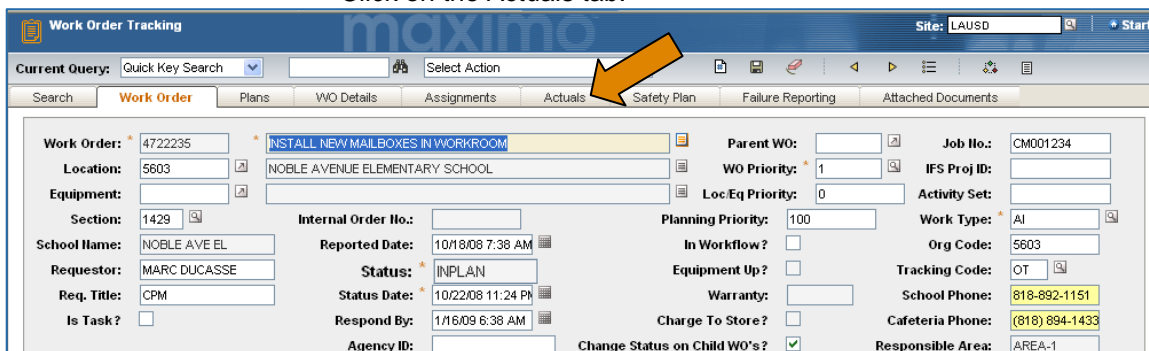 Click on the Actuals tab.
Work Order Tracking maximo Site: LAUSD Start
Current Query: Quick Key Search Select Action
Search Work Order Plans WO Details Assignments Actuals Safety Plan Failure Reporting Attached Documents
Work Order: * 4722235 * INSTALL NEW MAILBOXES IN WORKROOM Parent WO: Job No.: CM001234
Location: 5603 NOBLE AVENUE ELEMENTARY SCHOOL WO Priority: * 1 IFS Proj ID:
Equipment: Loc/Eq Priority: 0 Activity Set:
Section: 1429 Internal Order No.: Planning Priority: 100 Work Type: * AI
School Name: NOBLE AVE EL Reported Date: 10/18/08 7:38 AM In Workflow? Org Code: 5603
Requestor: MARC DUCASSE Status: * INPLAN Equipment Up? Tracking Code: OT
Req. Title: CPM Status Date: * 10/22/08 11:24 PM Warranty: School Phone: 818-892-1151
Is Task? Respond By: 1/16/09 6:38 AM Charge To Store? Cafeteria Phone: (818) 894-1433
Agency ID: Change Status on Child WO's? Responsible Area: AREA-1